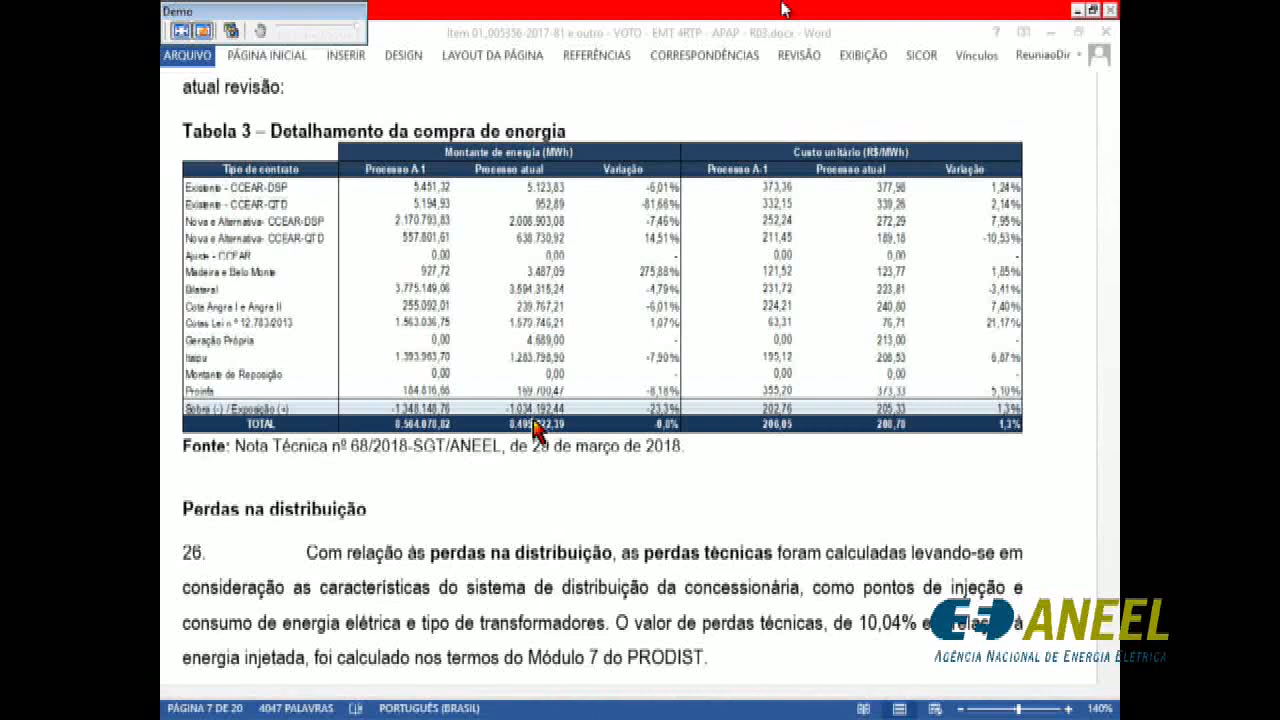 Demo
Item 01,005356-2017-81 e outro - VOTO - EMT 4RTP - APAP - R03.docx - Word
ARQUIVO PÁGINA INICIAL INSERIR DESIGN LAYOUT DA PÁGINA REFERÊNCIAS CORRESPONDÊNCIAS REVISÃO EXIBIÇÃO SICOR Vínculos ReuniaoDir
atual revisão:
Tabela 3 – Detalhamento da compra de energia
Montante de energia (MWh) Custo unitário (R$/MWh)
Tipo de contrato Processo A-1 Processo atual Variação Processo A-1 Processo atual Variação
Existente - CCEAR-DSP 5.451,32 5.123,83 -6,01% 373,36 377,98 1,24%
Existente - CCEAR-QTD 5.194,93 952,89 -81,66% 332,15 339,26 2,14%
Nova e Alternativa- CCEAR-DSP 2.170.793,83 2.008.903,08 -7,46% 252,24 272,29 7,95%
Nova e Alternativa- CCEAR-QTD 557.801,61 638.730,92 14,51% 211,45 189,18 -10,53%
Ajuste - CCEAR 0,00 0,00 - 0,00 0,00 -
Madeira e Belo Monte 927,72 3.487,09 275,88% 121,52 123,77 1,85%
Bilateral 3.775.149,06 3.594.315,24 -4,79% 231,72 223,81 -3,41%
Cota Angra I e Angra II 255.092,01 239.767,21 -6,01% 224,21 240,80 7,40%
Cotas Lei n º 12.783/2013 1.563.036,75 1.579.746,21 1,07% 63,31 76,71 21,17%
Geração Própria 0,00 4.689,00 - 0,00 213,00 -
Itaipu 1.393.963,70 1.283.798,90 -7,90% 195,12 208,53 6,87%
Montante de Reposição 0,00 0,00 - 0,00 0,00 -
Proinfa 184.816,66 169.700,47 -8,18% 355,20 373,33 5,10%
Sobra (-) / Exposição (+) -1.348.148,76 -1.034.192,44 -23,3% 202,76 205,33 1,3%
TOTAL 8.564.078,82 -0,8% 206,05 208,78 1,3%
Fonte: Nota Técnica nº 68/2018-SGT/ANEEL, de 29 de março de 2018.
Perdas na distribuição
26. Com relação às perdas na distribuição, as perdas técnicas foram calculadas levando-se em
consideração as características do sistema de distribuição da concessionária, como pontos de injeção e
consumo de energia elétrica e tipo de transformadores. O valor de perdas técnicas, de 10,04% à
energia injetada, foi calculado nos termos do Módulo 7 do PRODIST.
ANEEL
AGÊNCIA NACIONAL DE ENERGIA ELÉTRICA
PÁGINA 7 DE 20 4047 PALAVRAS PORTUGUÊS (BRASIL) 140%